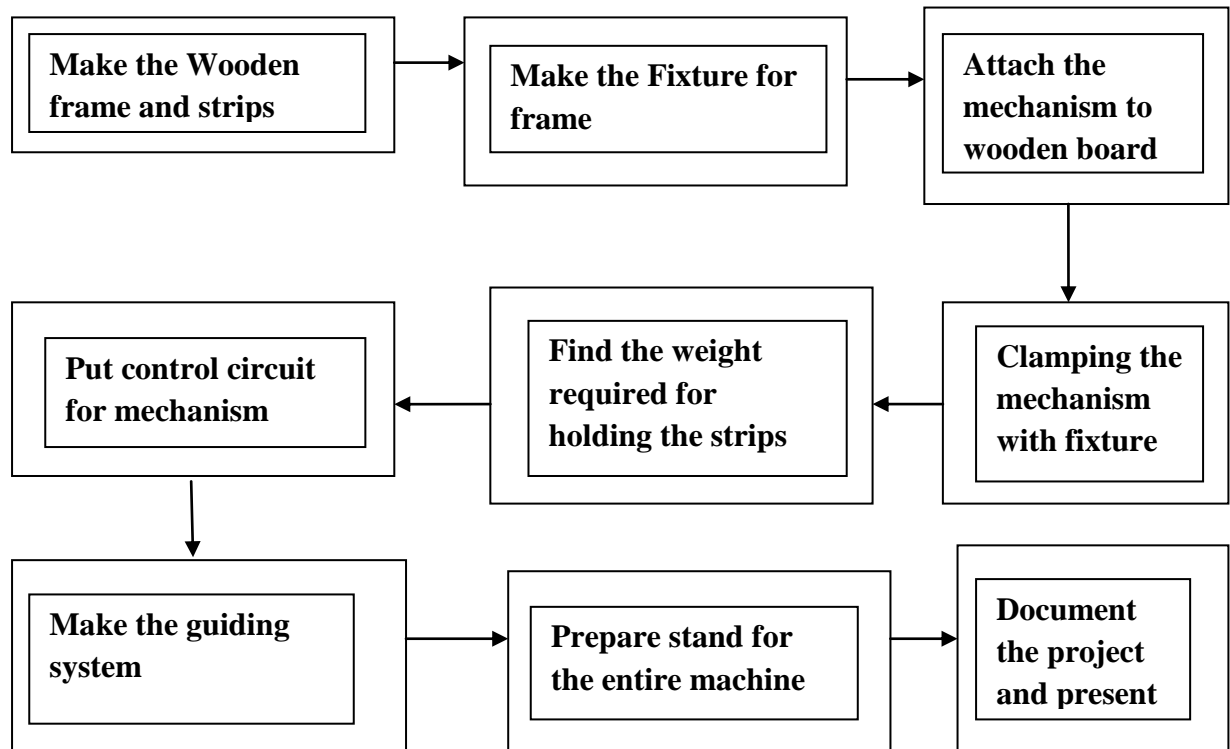 Make the Wooden
frame and strips
Make the Fixture for
frame
Attach the
mechanism to
wooden board
Clamping the
mechanism
with fixture
Find the weight
required for
holding the strips
Put control circuit
for mechanism
Make the guiding
system
Prepare stand for
the entire machine
Document
the project
and present